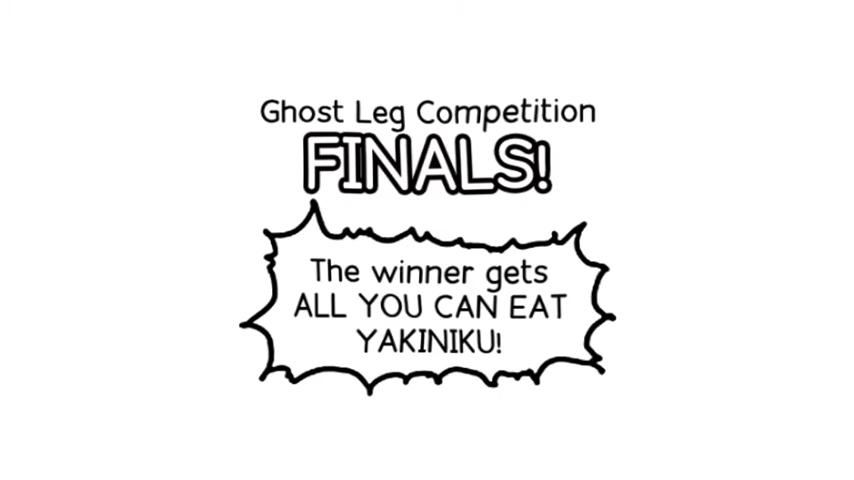 Ghost Leg Competition
FINALS!
The winner gets
ALL YOU CAN EAT
YAKINIKU!